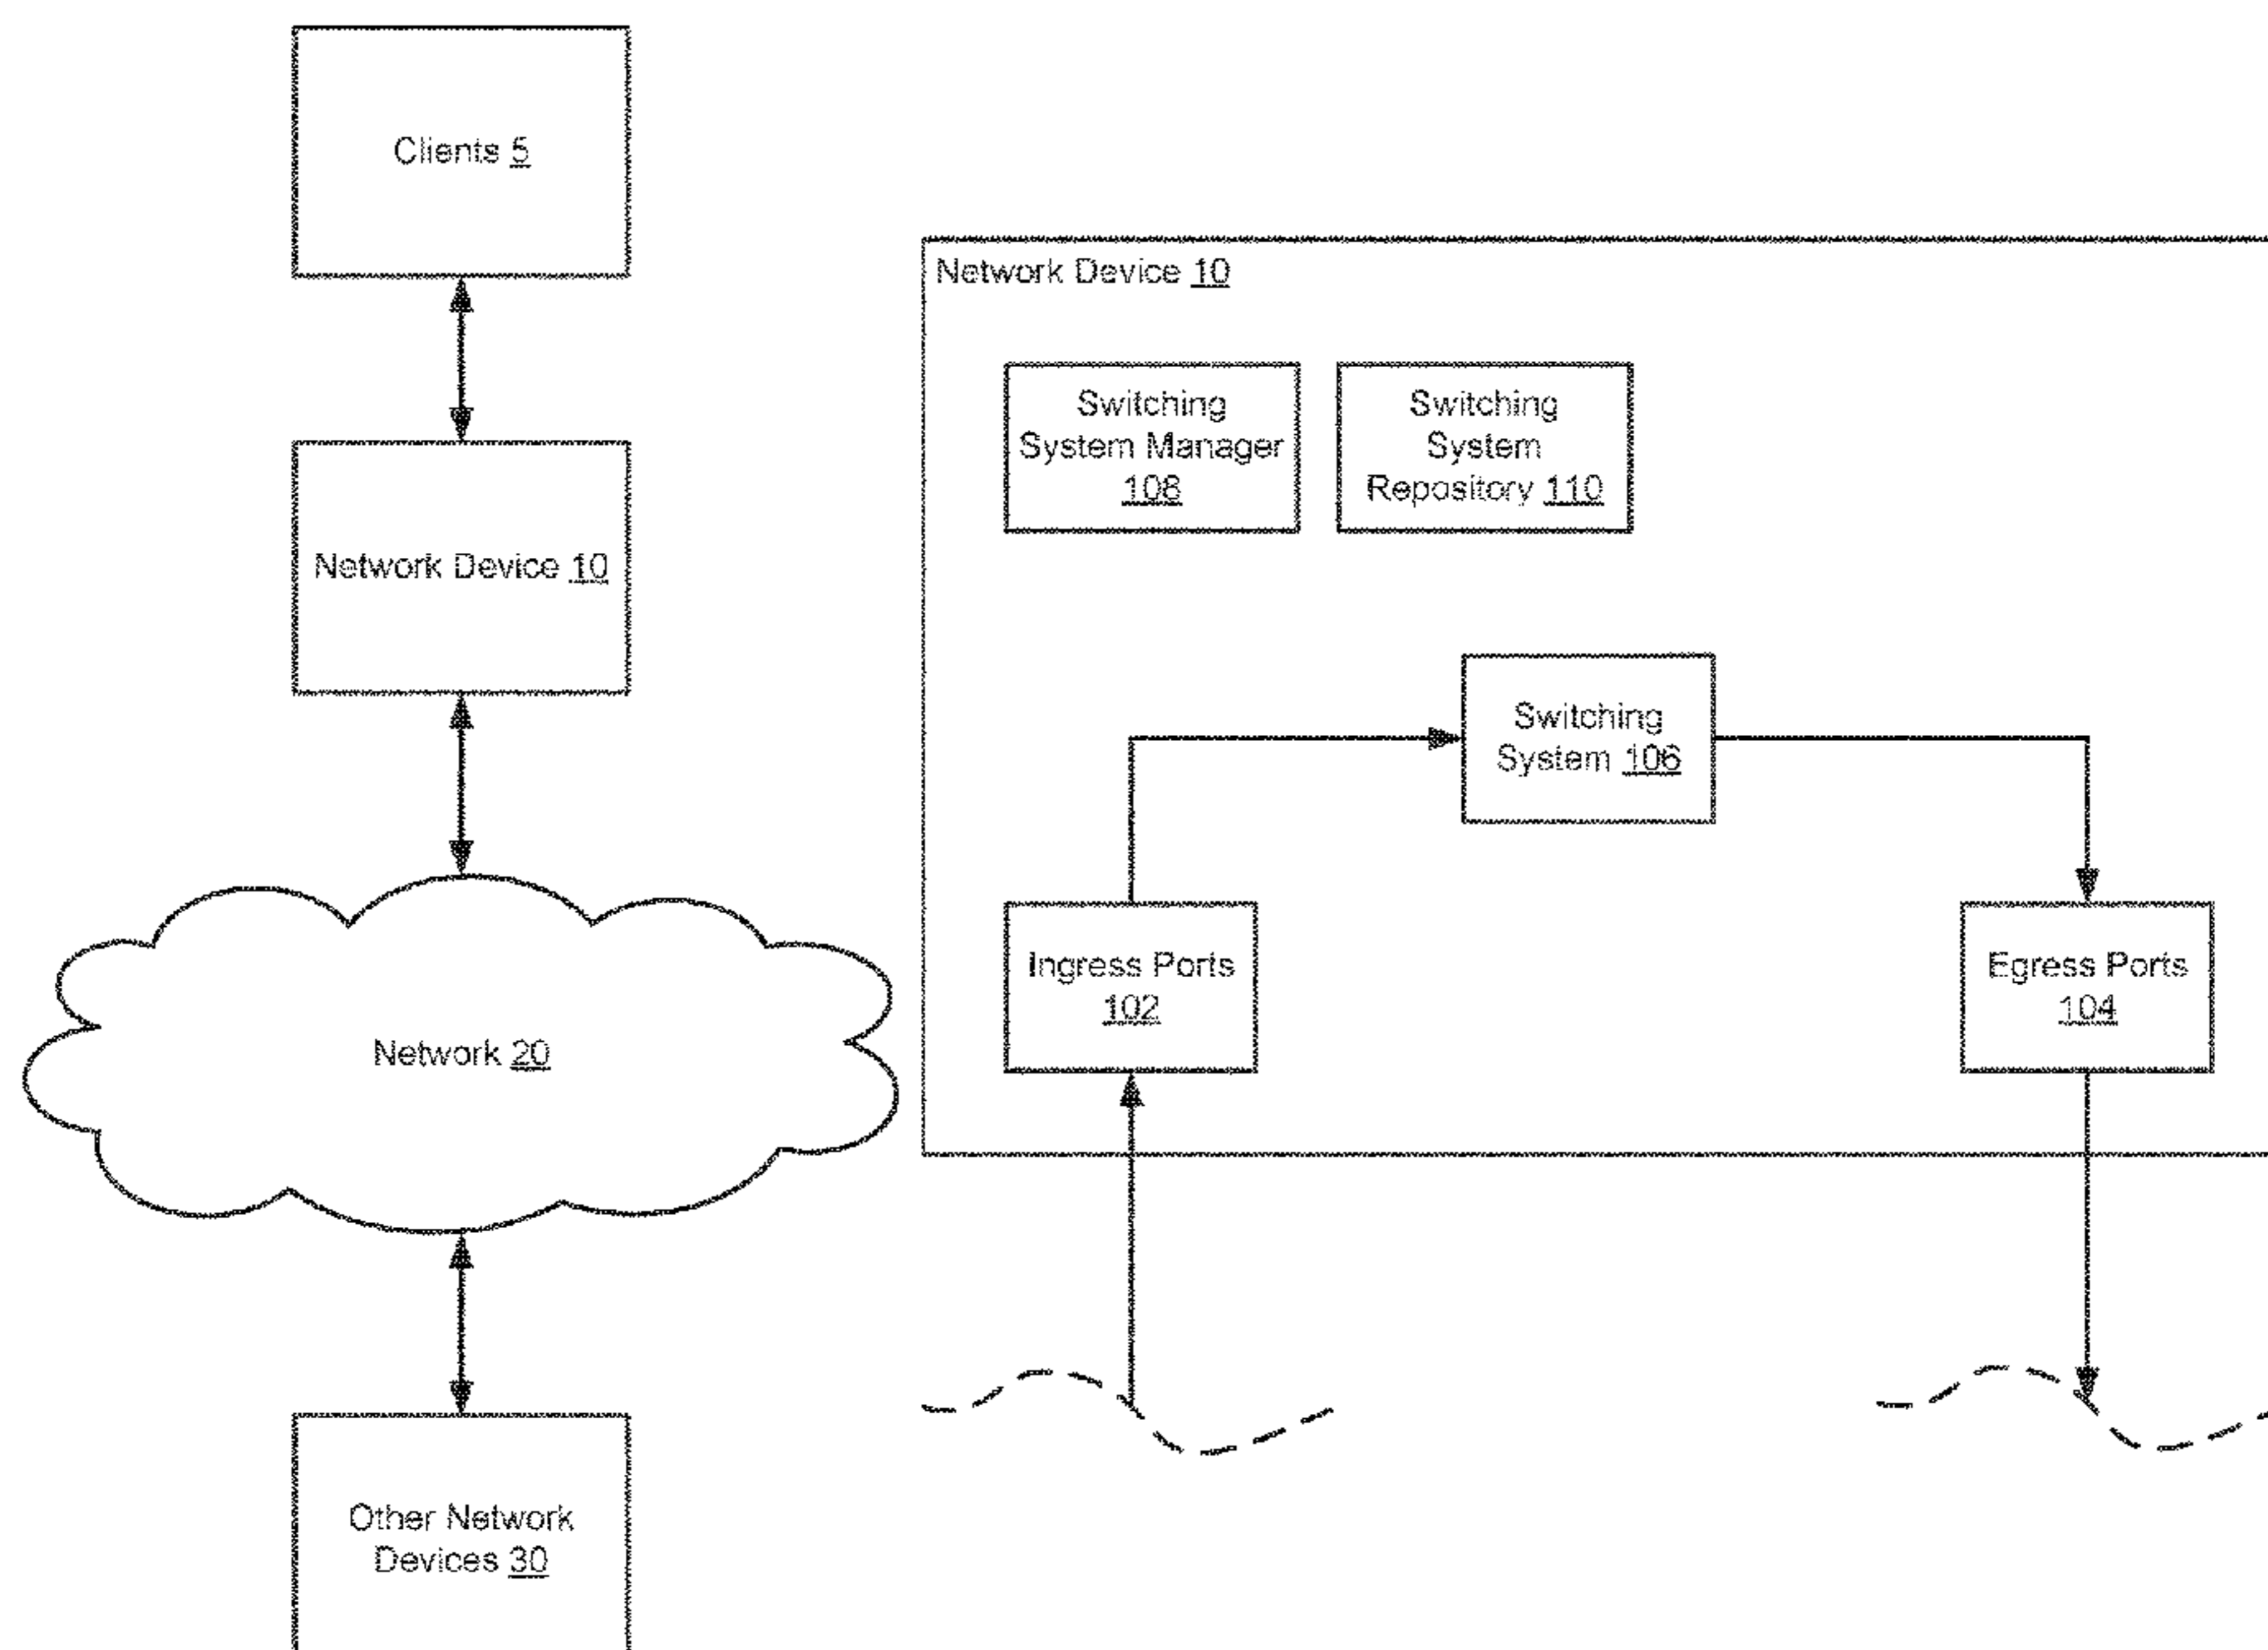 Clients 5
Network Device 10
Network 20
Other Network
Devices 30
Network Device 10
Switching
System Manager
108
Switching
System
Repository 110
Switching
System 106
Ingress Ports
102
Egress Ports
104